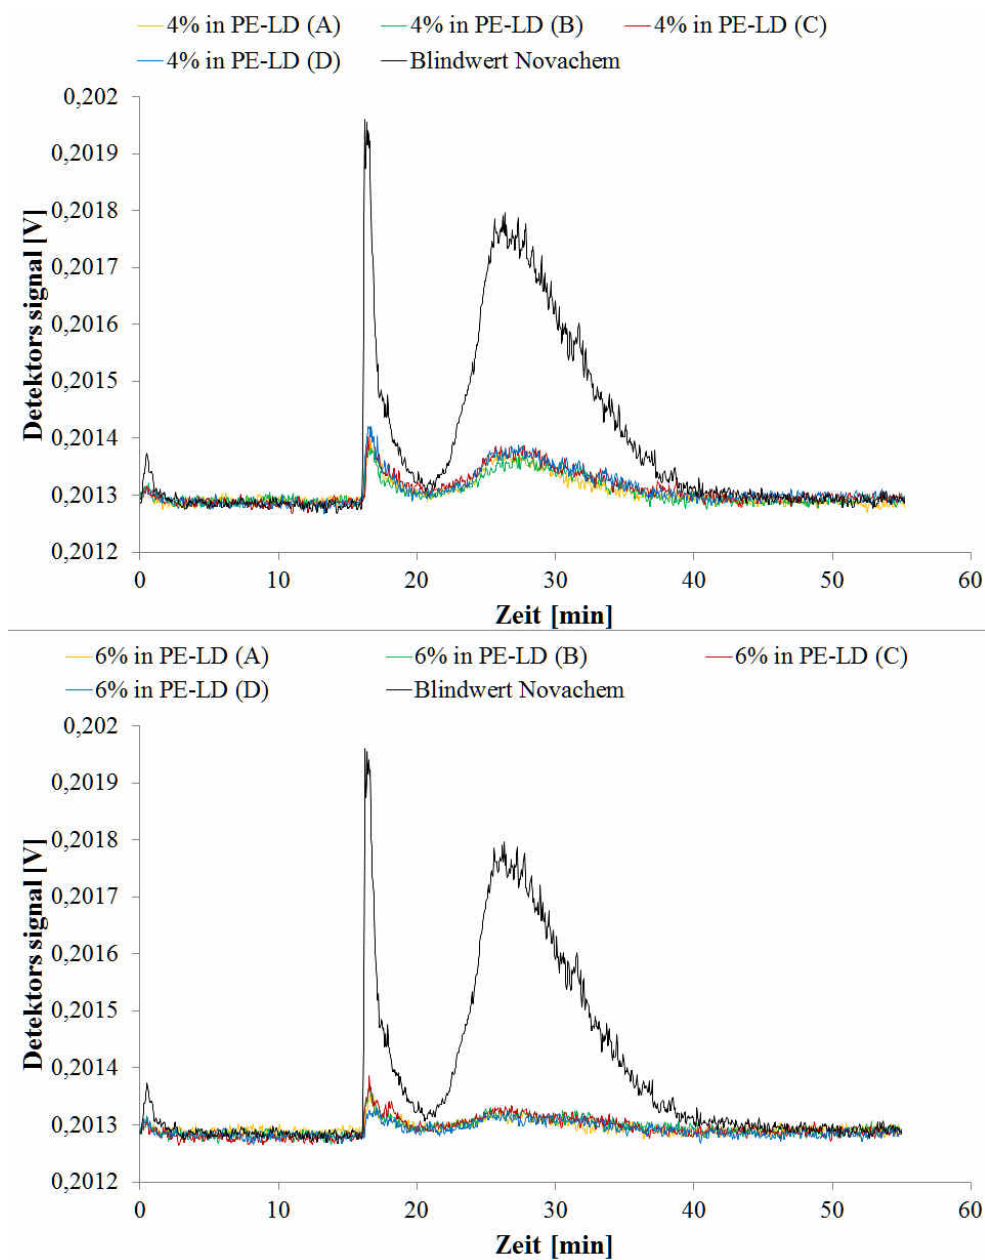 4% in PE-LD (A) 4% in PE-LD (B) 4% in PE-LD (C)
4% in PE-LD (D) Blindwert Novachem
0,202
0,2019
0,2018
0,2017
0,2016
0,2015
0,2014
0,2013
0,2012
Detektors signal [V]
0 10 20 30 40 50 60
Zeit [min]
6% in PE-LD (A) 6% in PE-LD (B) 6% in PE-LD (C)
6% in PE-LD (D) Blindwert Novachem
0,202
0,2019
0,2018
0,2017
0,2016
0,2015
0,2014
0,2013
0,2012
Detektors signal [V]
0 10 20 30 40 50 60
Zeit [min]